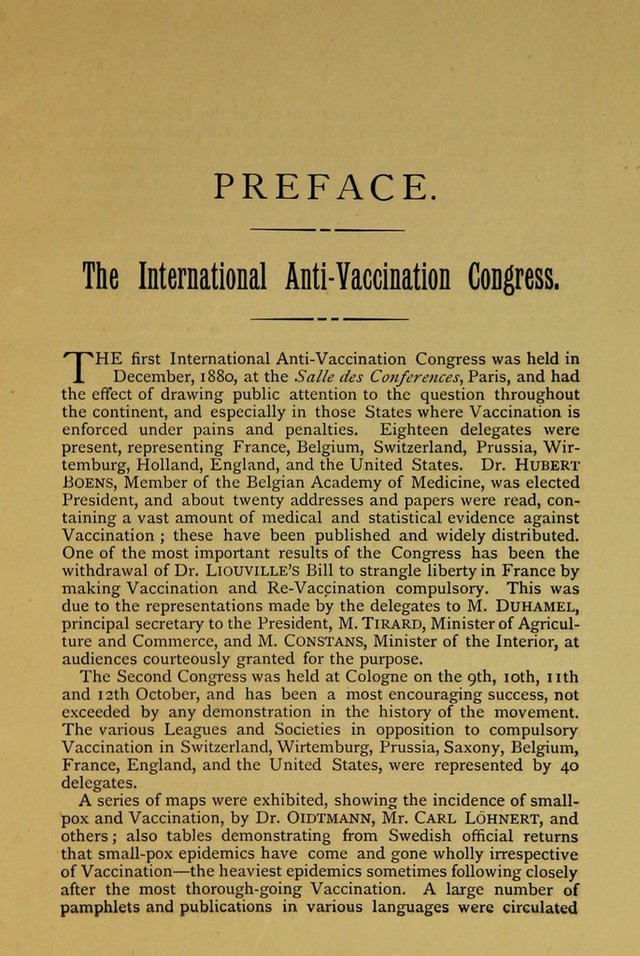 PREFACE.
The International Anti-Vaccination Congress.
THE first International Anti-Vaccination Congress was held in
December, 1880, at the Salle des Conferences, Paris, and had
the effect of drawing public attention to the question throughout
the continent, and especially in those States where Vaccination is
enforced under pains and penalties. Eighteen delegates were
present, representing France, Belgium, Switzerland, Prussia, Wir-
temburg, Holland, England, and the United States. Dr. HUBERT
BOENS, Member of the Belgian Academy of Medicine, was elected
President, and about twenty addresses and papers were read, con-
taining a vast amount of medical and statistical evidence against
Vaccination ; these have been published and widely distributed.
One of the most important results of the Congress has been the
withdrawal of Dr. LIOUVILLE'S Bill to strangle liberty in France by
making Vaccination and Re-Vaccination compulsory. This was
due to the representations made by the delegates to M. DUHAMEL,
principal secretary to the President, M. TIRARD, Minister of Agricul-
ture and Commerce, and M. CONSTANS, Minister of the Interior, at
audiences courteously granted for the purpose.
The Second Congress was held at Cologne on the 9th, 10th, 11th
and 12th October, and has been a most encouraging success, not
exceeded by any demonstration in the history of the movement.
The various Leagues and Societies in opposition to compulsory
Vaccination in Switzerland, Wirtemburg, Prussia, Saxony, Belgium,
France, England, and the United States, were represented by 40
delegates.
A series of maps were exhibited, showing the incidence of small-
pox and Vaccination, by Dr. OIDTMANN, Mr. CARL LÖHNERT, and
others ; also tables demonstrating from Swedish official returns
that small-pox epidemics have come and gone wholly irrespective
of Vaccination—the heaviest epidemics sometimes following closely
after the most thorough-going Vaccination. A large number of
pamphlets and publications in various languages were circulated